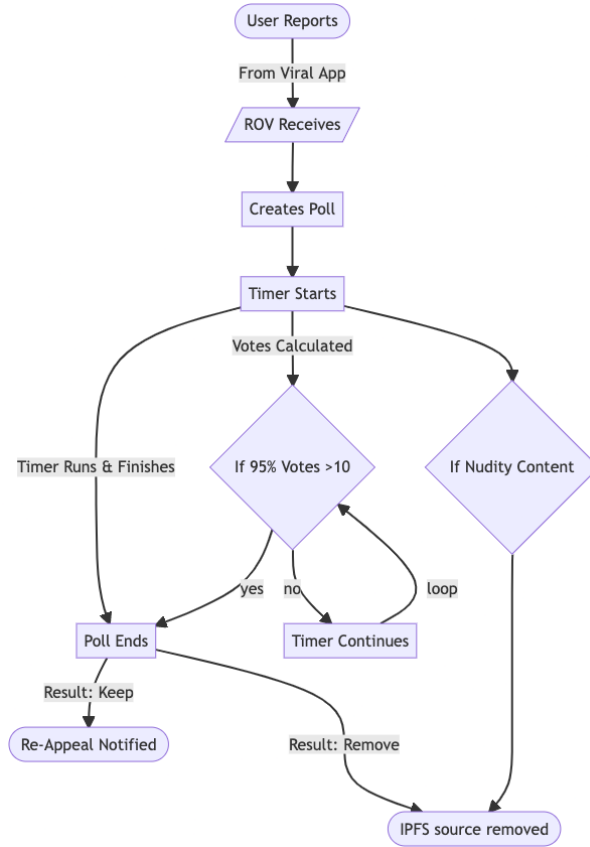 User Reports
From Viral App
ROV Receives
Creates Poll
Timer Starts
Votes Calculated
Timer Runs & Finishes
If 95% Votes >10
If Nudity Content
yes
no
loop
Poll Ends
Timer Continues
Result: Keep
Re-Appeal Notified
Result: Remove
IPFS source removed